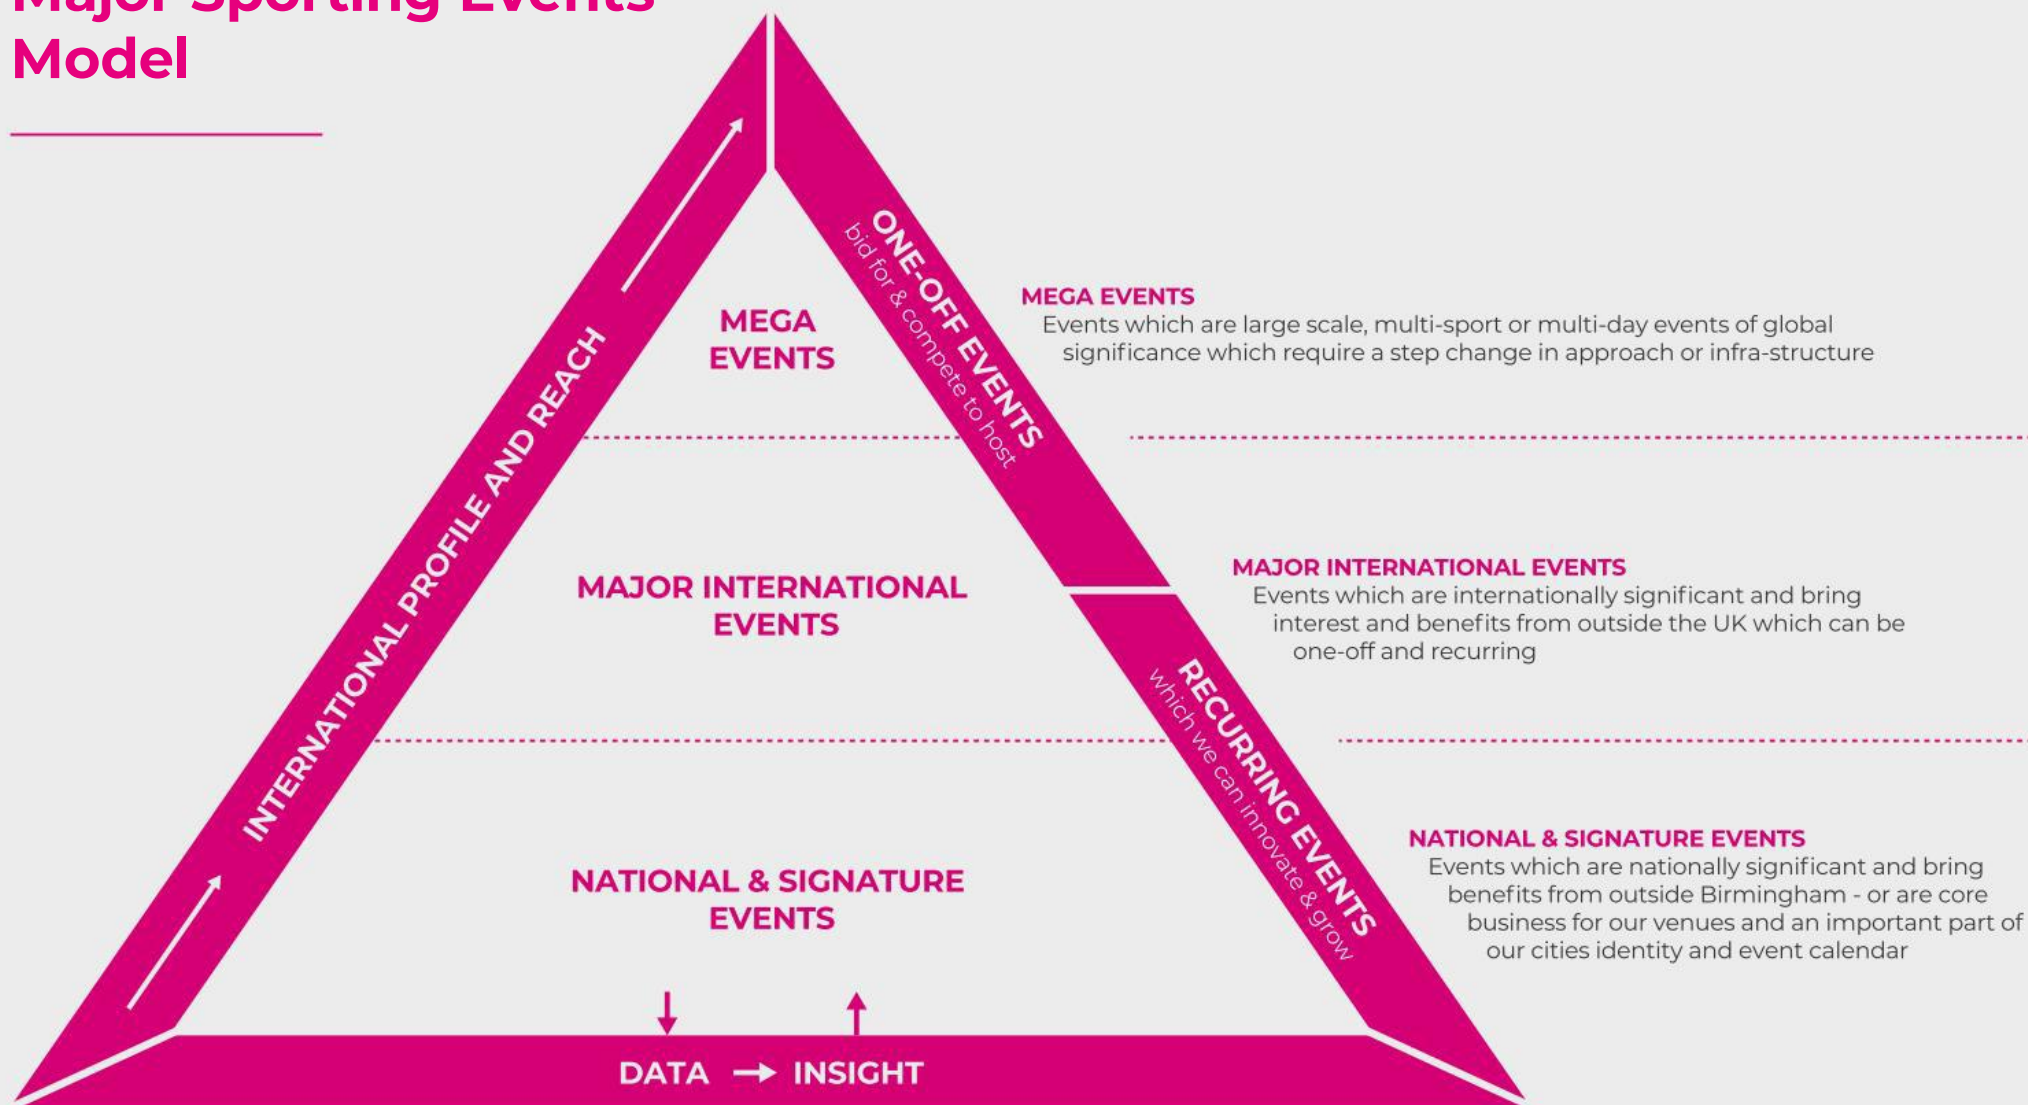 Major Sporting Events
Model
INTERNATIONAL PROFILE AND REACH
ONE-OFF EVENTS
bid for & compete to host
RECURRING EVENTS
which we can innovate & grow
MEGA
EVENTS
MAJOR INTERNATIONAL
EVENTS
NATIONAL & SIGNATURE
EVENTS
DATA → INSIGHT
MEGA EVENTS
Events which are large scale, multi-sport or multi-day events of global
significance which require a step change in approach or infra-structure
MAJOR INTERNATIONAL EVENTS
Events which are internationally significant and bring
interest and benefits from outside the UK which can be
one-off and recurring
NATIONAL & SIGNATURE EVENTS
Events which are nationally significant and bring
benefits from outside Birmingham - or are core
business for our venues and an important part of
our cities identity and event calendar